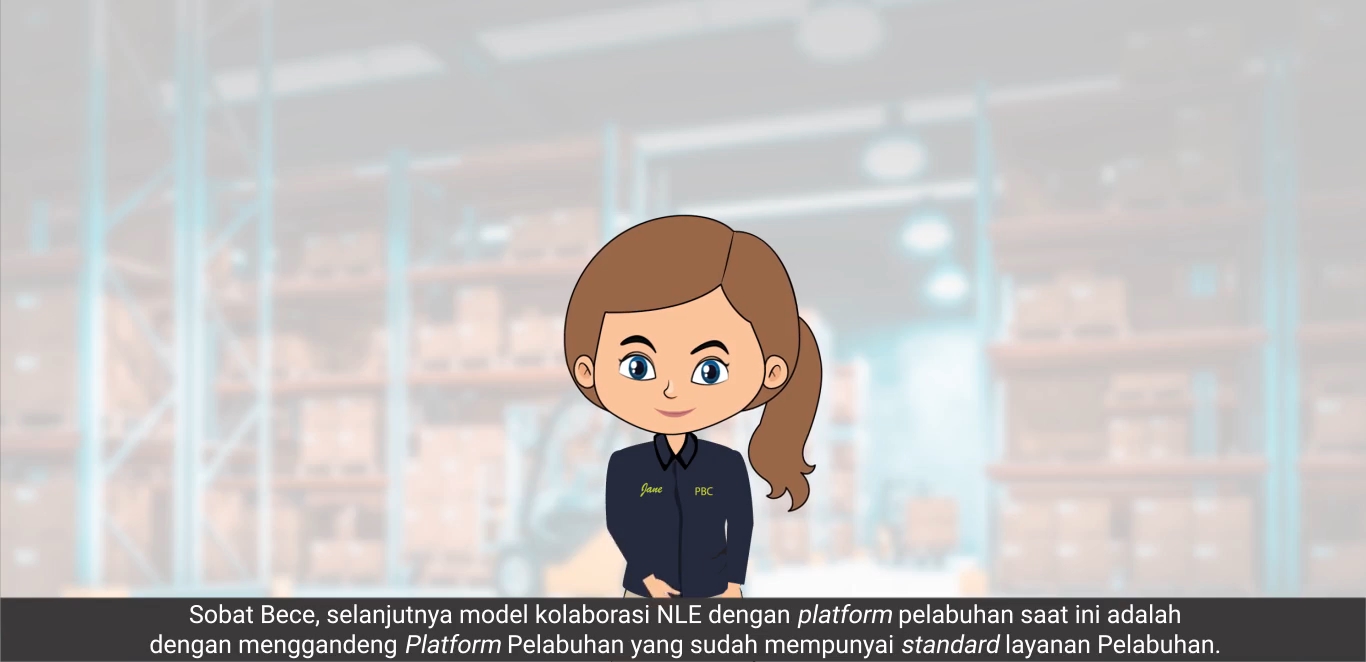 Jane
PBC
Sobat Bece, selanjutnya model kolaborasi NLE dengan platform pelabuhan saat ini adalah
dengan menggandeng Platform Pelabuhan yang sudah mempunyai standard layanan Pelabuhan.